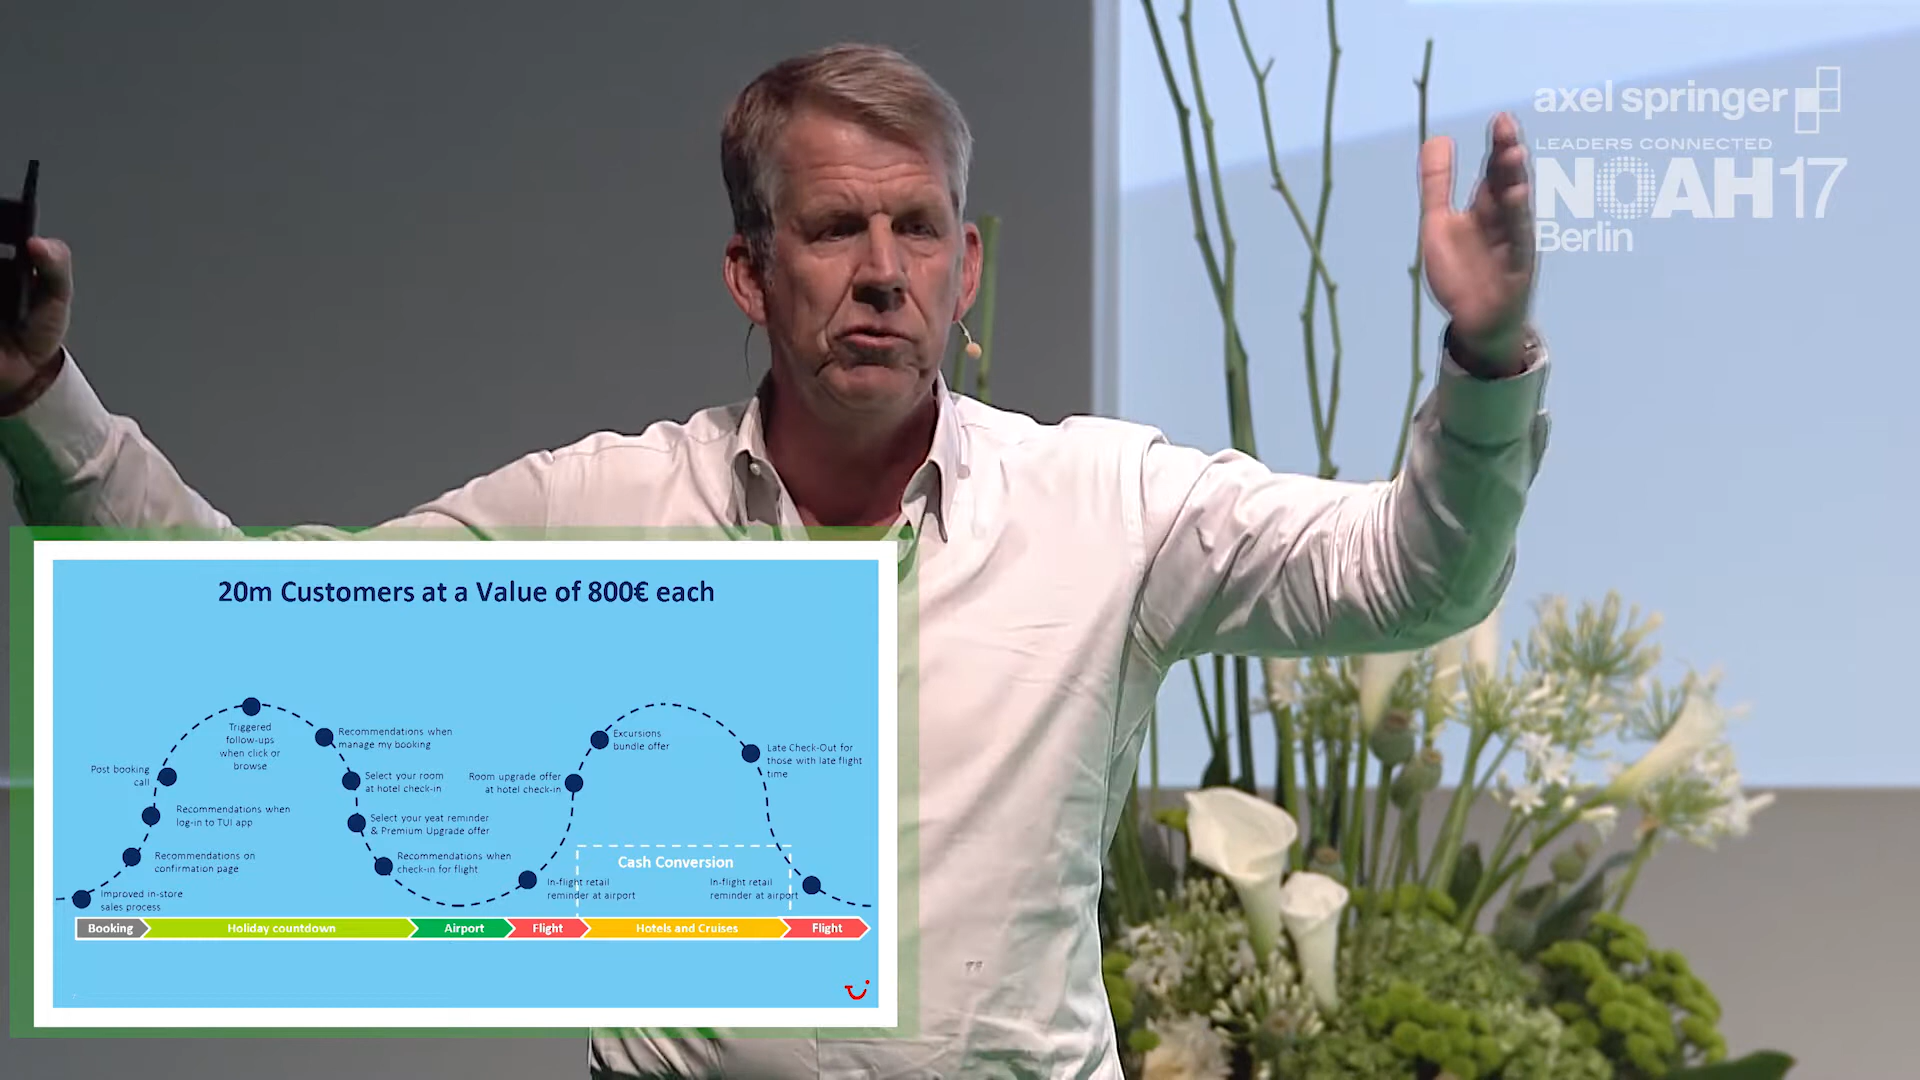 axel springer
LEADERS CONNECTED
NOAH17
Berlin
20m Customers at a Value of 800€ each
Triggered
follow-ups
when click or
browse
Recommendations when
manage my booking
Post booking
call
Select your room
at hotel check-in
Recommendations when
log-in to TUI app
Select your yeat reminder
& Premium Upgrade offer
Recommendations on
confirmation page
Recommendations when
check-in for flight
Improved in-store
sales process
Excursions
bundle offer
Room upgrade offer
at hotel check-in
Late Check-Out for
those with late flight
time
Cash Conversion
In-flight retail
reminder at airport
In-flight retail
reminder at airport
Booking
Holiday countdown
Airport
Flight
Hotels and Cruises
Flight